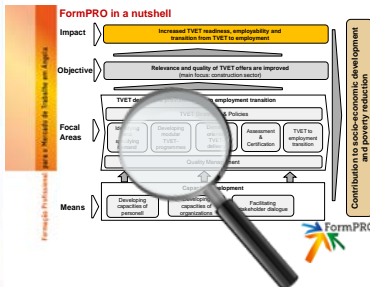 FormPRO in a nutshell
Impact
Increased TVET readiness, employability and
transition from TVET to employment
Objective
Relevance and quality of TVET offers are improved
(main focus: construction sector)
TVET
employment transition
Focal
Areas
TVET
Policies
Developing
modular
TVET-
programmes
Assessment
&
Certification
TVET to
employment
transition
Quality Management
Means
Developing
capacities of
personell
Developing
capacities of
organizations
Facilitating
stakeholder dialogue
Contribution to socio-economic development
and poverty reduction
Formação Profissional para o Mercado de Trabalho em Angola
FormPRO